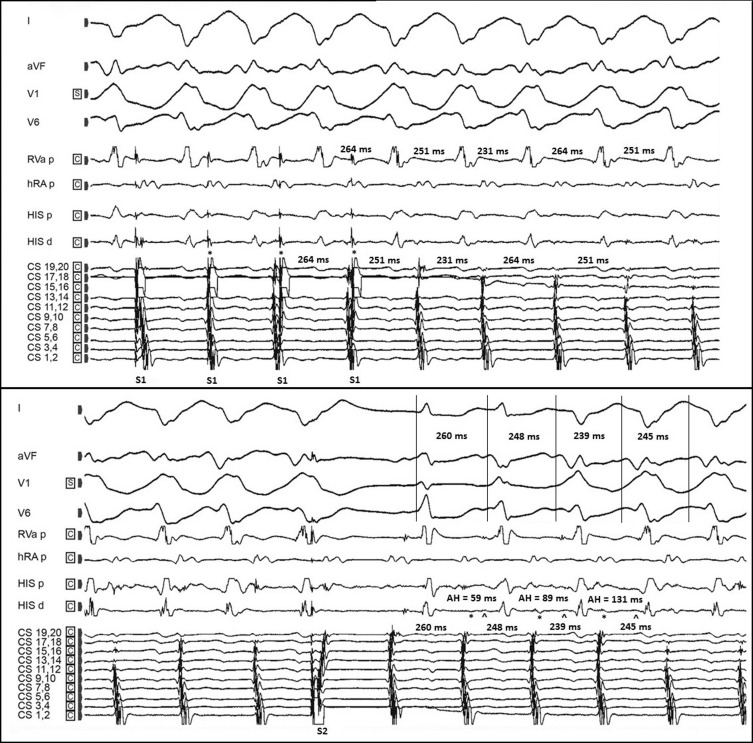 I
aVF
V1 S
V6
264 ms 251 ms 231 ms 264 ms 251 ms
RVa p C
hRA p C
HIS p C
HIS d C
* * *
264 ms 251 ms 231 ms 264 ms 251 ms
CS 19,20 C
CS 17,18 C
CS 15,16 C
CS 13,14 C
CS 11,12 C
CS 9,10 C
CS 7,8 C
CS 5,6 C
CS 3,4 C
CS 1,2 C
S1 S1 S1 S1
I
260 ms 248 ms 239 ms 245 ms
aVF
V1 S
V6
RVa p C
hRA p C
HIS p C
AH = 59 ms AH = 89 ms AH = 131 ms
HIS d C
* ^ * ^ * ^
260 ms 248 ms 239 ms 245 ms
CS 19,20 C
CS 17,18 C
CS 15,16 C
CS 13,14 C
CS 11,12 C
CS 9,10 C
CS 7,8 C
CS 5,6 C
CS 3,4 C
CS 1,2 C
S2